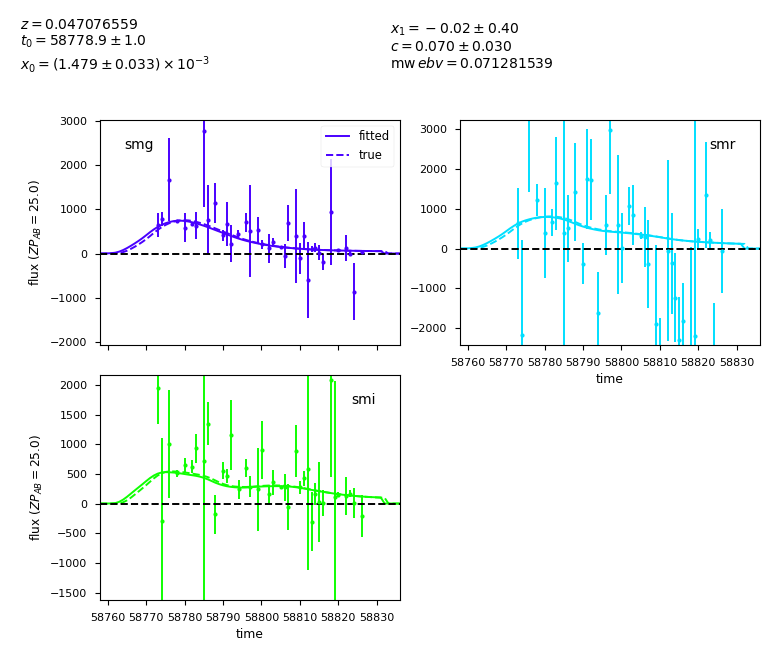 z = 0.047076559
t₀ = 58778.9 ± 1.0
x₀ = (1.479 ± 0.033) × 10⁻³
x₁ = −0.02 ± 0.40
c = 0.070 ± 0.030
mw ebv = 0.071281539
smg
fitted
true
3000
2000
1000
0
−1000
−2000
flux (ZP_AB = 25.0)
smr
3000
2000
1000
0
−1000
−2000
58760 58770 58780 58790 58800 58810 58820 58830
time
smi
2000
1500
1000
500
0
−500
−1000
−1500
flux (ZP_AB = 25.0)
58760 58770 58780 58790 58800 58810 58820 58830
time